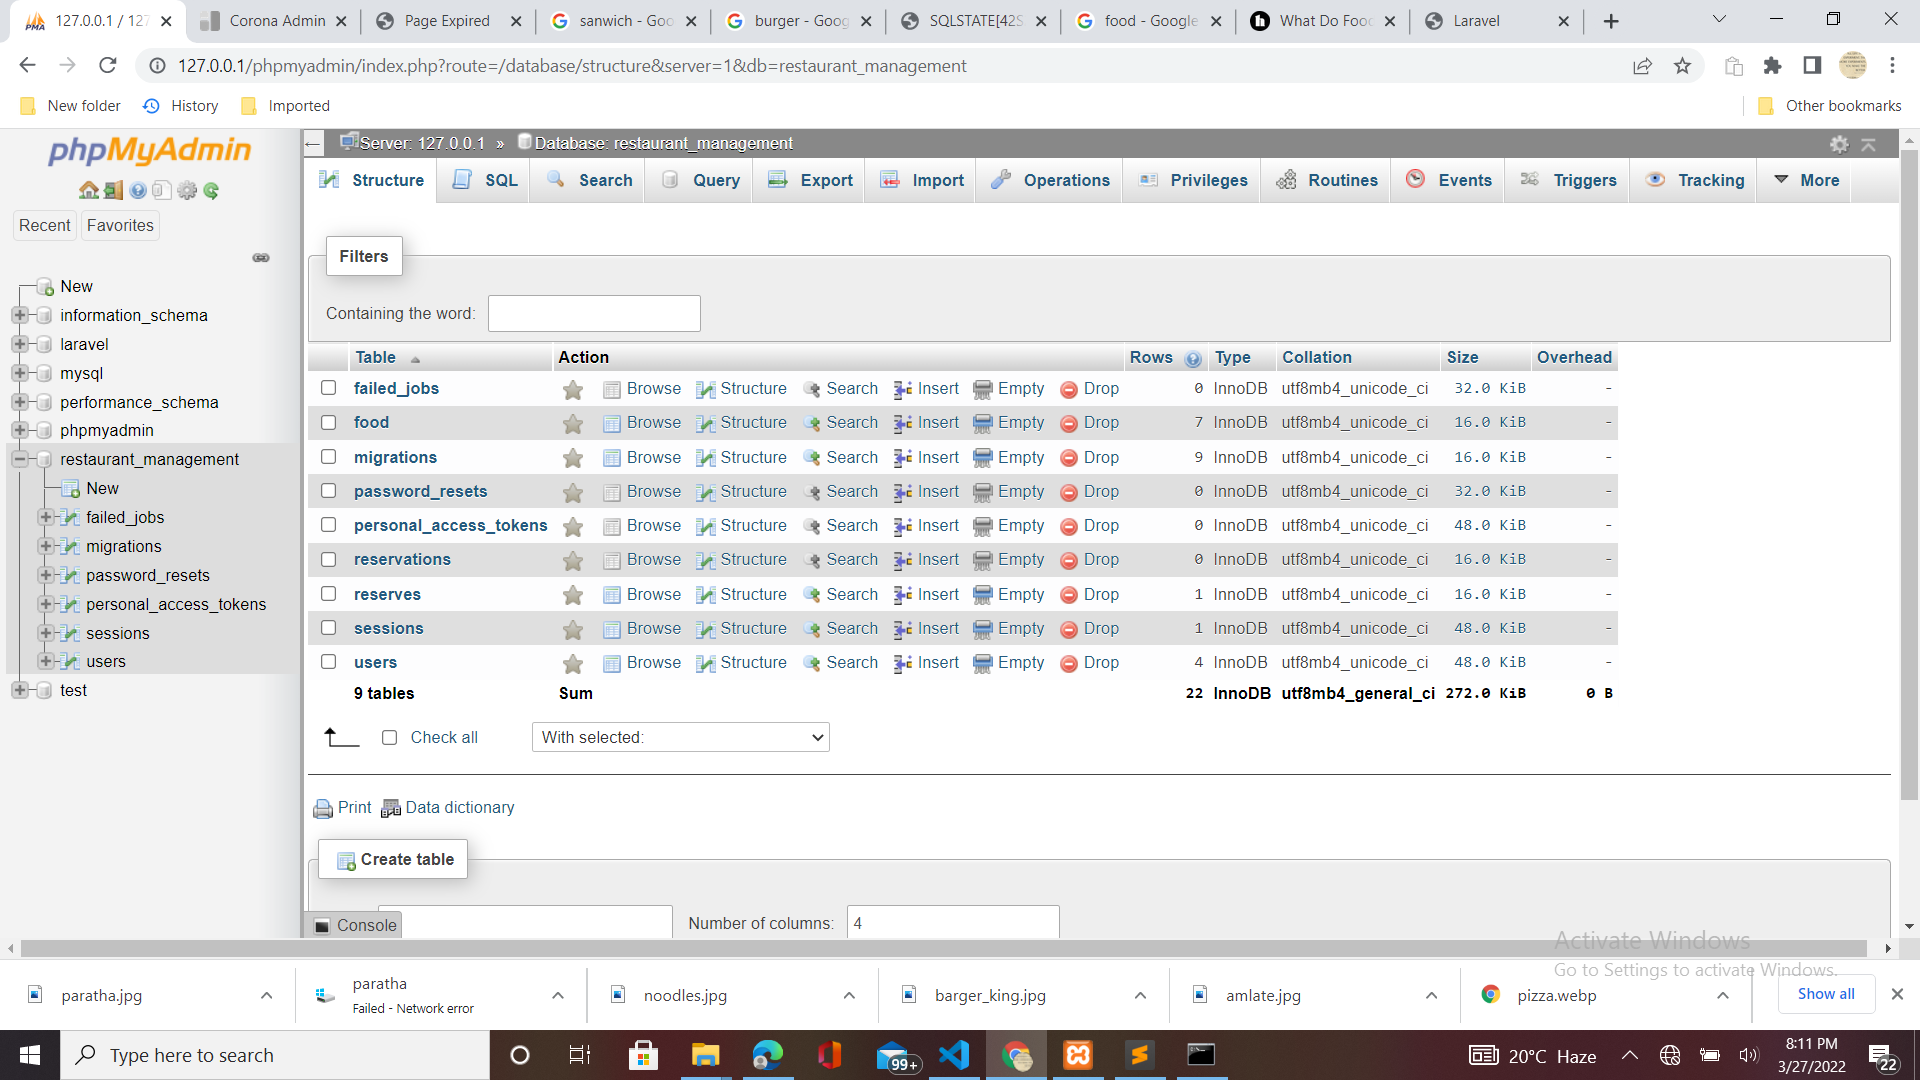 127.0.0.1 / 127
Corona Admin
Page Expired
sanwich - Goo
burger - Goog
SQLSTATE[42S
food - Google
What Do Food
Laravel
127.0.0.1/phpmyadmin/index.php?route=/database/structure&server=1&db=restaurant_management
New folder
History
Imported
Other bookmarks
phpMyAdmin
Server: 127.0.0.1 » Database: restaurant_management
Structure
SQL
Search
Query
Export
Import
Operations
Privileges
Routines
Events
Triggers
Tracking
More
Recent
Favorites
New
information_schema
laravel
mysql
performance_schema
phpmyadmin
restaurant_management
New
failed_jobs
migrations
password_resets
personal_access_tokens
sessions
users
test
Filters
Containing the word:
Table Action Rows Type Collation Size Overhead
failed_jobs Browse Structure Search Insert Empty Drop 0 InnoDB utf8mb4_unicode_ci 32.0 KiB -
food Browse Structure Search Insert Empty Drop 7 InnoDB utf8mb4_unicode_ci 16.0 KiB -
migrations Browse Structure Search Insert Empty Drop 9 InnoDB utf8mb4_unicode_ci 16.0 KiB -
password_resets Browse Structure Search Insert Empty Drop 0 InnoDB utf8mb4_unicode_ci 32.0 KiB -
personal_access_tokens Browse Structure Search Insert Empty Drop 0 InnoDB utf8mb4_unicode_ci 48.0 KiB -
reservations Browse Structure Search Insert Empty Drop 0 InnoDB utf8mb4_unicode_ci 16.0 KiB -
reserves Browse Structure Search Insert Empty Drop 1 InnoDB utf8mb4_unicode_ci 16.0 KiB -
sessions Browse Structure Search Insert Empty Drop 1 InnoDB utf8mb4_unicode_ci 48.0 KiB -
users Browse Structure Search Insert Empty Drop 4 InnoDB utf8mb4_unicode_ci 48.0 KiB -
9 tables Sum 22 InnoDB utf8mb4_general_ci 272.0 KiB 0 B
Check all
With selected:
Print
Data dictionary
Create table
Console
Number of columns: 4
Activate Windows
Go to Settings to activate Windows.
paratha.jpg
paratha
Failed - Network error
noodles.jpg
barger_king.jpg
amlate.jpg
pizza.webp
Show all
Type here to search
99+
20°C Haze
8:11 PM
3/27/2022
22